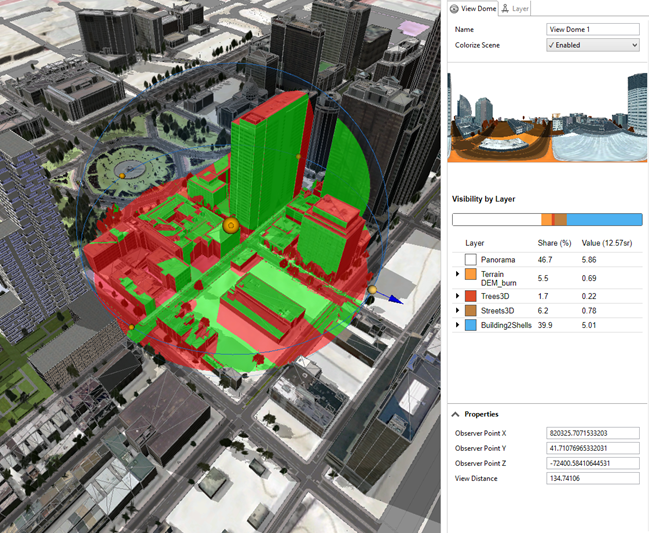 View Dome Layer
Name View Dome 1
Colorize Scene ✓ Enabled
Visibility by Layer
Layer Share (%) Value (12.57sr)
Panorama 46.7 5.86
Terrain DEM_burn 5.5 0.69
Trees3D 1.7 0.22
Streets3D 6.2 0.78
Building2Shells 39.9 5.01
Properties
Observer Point X 820325.7071533203
Observer Point Y 41.71076965332031
Observer Point Z -72400.58410644531
View Distance 134.74106